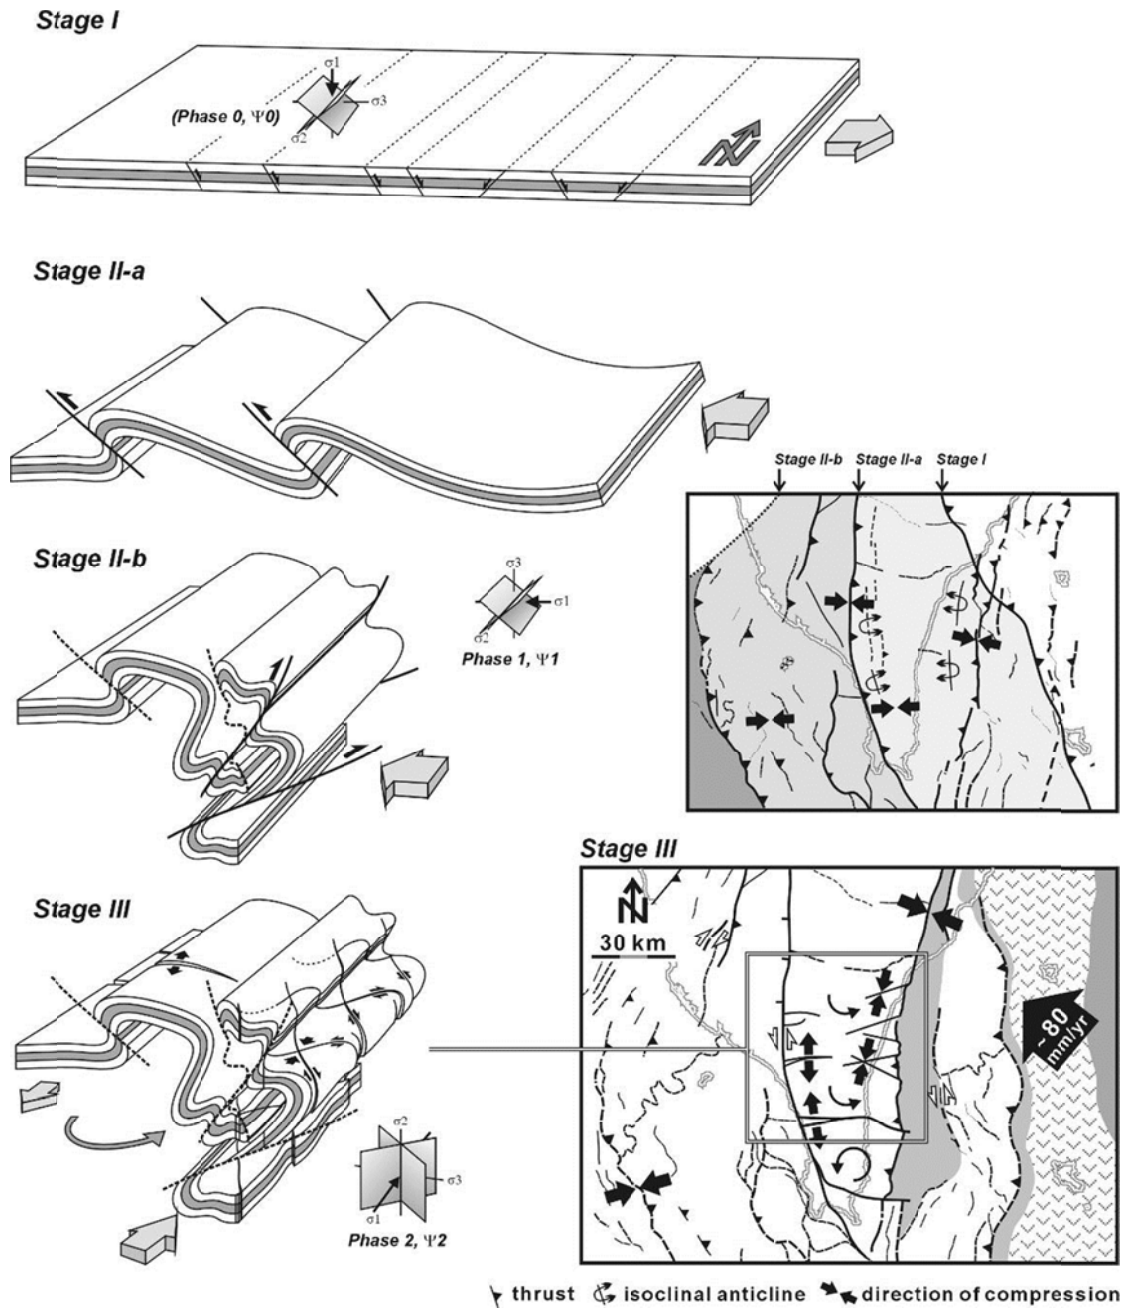 Stage I
σ1
σ3
(Phase 0, Ψ0)
σ2
N
Stage II-a
Stage II-b Stage II-a Stage I
Stage II-b
σ3
σ1
σ2
Phase 1, Ψ1
Stage III
Stage III
N
30 km
~80
mm/yr
σ2
σ3
σ1
Phase 2, Ψ2
thrust isoclinal anticline direction of compression